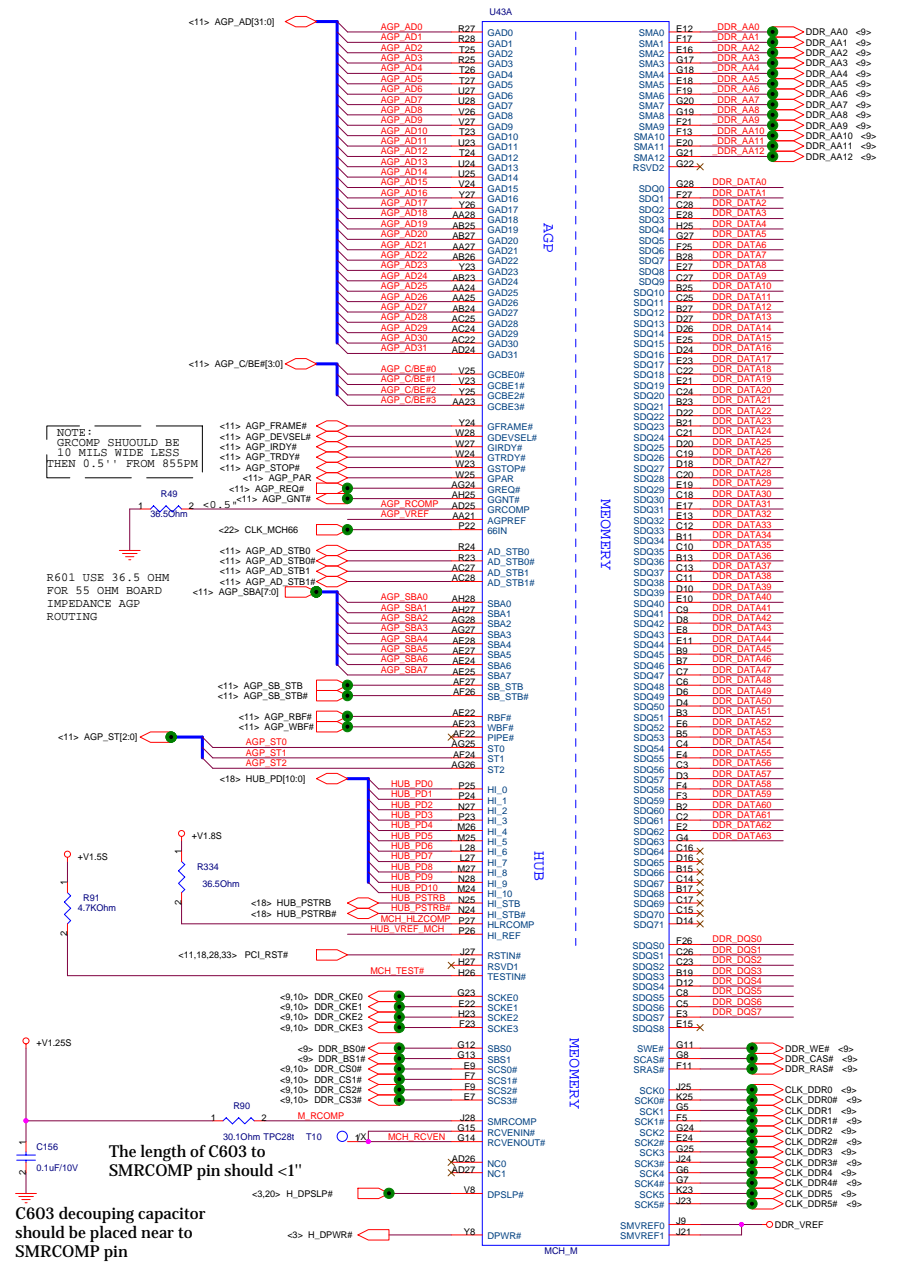 U43A
<11> AGP_AD[31:0]
AGP_AD0 R27 GAD0
AGP_AD1 R28 GAD1
AGP_AD2 T25 GAD2
AGP_AD3 R25 GAD3
AGP_AD4 T26 GAD4
AGP_AD5 T27 GAD5
AGP_AD6 U27 GAD6
AGP_AD7 U28 GAD7
AGP_AD8 V26 GAD8
AGP_AD9 V27 GAD9
AGP_AD10 T23 GAD10
AGP_AD11 U23 GAD11
AGP_AD12 T24 GAD12
AGP_AD13 U24 GAD13
AGP_AD14 U25 GAD14
AGP_AD15 V24 GAD15
AGP_AD16 Y27 GAD16
AGP_AD17 Y26 GAD17
AGP_AD18 AA28 GAD18
AGP_AD19 AB25 GAD19
AGP_AD20 AB27 GAD20
AGP_AD21 AA27 GAD21
AGP_AD22 AB26 GAD22
AGP_AD23 Y23 GAD23
AGP_AD24 AB23 GAD24
AGP_AD25 AA24 GAD25
AGP_AD26 AA25 GAD26
AGP_AD27 AB24 GAD27
AGP_AD28 AC25 GAD28
AGP_AD29 AC24 GAD29
AGP_AD30 AC22 GAD30
AGP_AD31 AD24 GAD31
<11> AGP_C/BE#[3:0]
AGP_C/BE#0 V25 GCBE0#
AGP_C/BE#1 V23 GCBE1#
AGP_C/BE#2 Y25 GCBE2#
AGP_C/BE#3 AA23 GCBE3#
<11> AGP_FRAME# Y24 GFRAME#
<11> AGP_DEVSEL# W28 GDEVSEL#
<11> AGP_IRDY# W27 GIRDY#
<11> AGP_TRDY# W24 GTRDY#
<11> AGP_STOP# W23 GSTOP#
<11> AGP_PAR W25 GPAR
<11> AGP_REQ# AG24 GREQ#
<11> AGP_GNT# AH25 GGNT#
NOTE:
GRCOMP SHUOULD BE
10 MILS WIDE LESS
THEN 0.5'' FROM 855PM
R49
1 2 <0.5"
36.5Ohm
AGP_RCOMP AD25 GRCOMP
AGP_VREF AA21 AGPREF
<22> CLK_MCH66 P22 66IN
R601 USE 36.5 OHM
FOR 55 OHM BOARD
IMPEDANCE AGP
ROUTING
<11> AGP_AD_STB0 R24 AD_STB0
<11> AGP_AD_STB0# R23 AD_STB0#
<11> AGP_AD_STB1 AC27 AD_STB1
<11> AGP_AD_STB1# AC28 AD_STB1#
<11> AGP_SBA[7:0]
AGP_SBA0 AH28 SBA0
AGP_SBA1 AH27 SBA1
AGP_SBA2 AG28 SBA2
AGP_SBA3 AG27 SBA3
AGP_SBA4 AE28 SBA4
AGP_SBA5 AE27 SBA5
AGP_SBA6 AE24 SBA6
AGP_SBA7 AE25 SBA7
<11> AGP_SB_STB AF27 SB_STB
<11> AGP_SB_STB# AF26 SB_STB#
<11> AGP_RBF# AE22 RBF#
<11> AGP_WBF# AE23 WBF#
AF22 PIPE#
<11> AGP_ST[2:0]
AGP_ST0 AG25 ST0
AGP_ST1 AF24 ST1
AGP_ST2 AG26 ST2
<18> HUB_PD[10:0]
HUB_PD0 P25 HI_0
HUB_PD1 P24 HI_1
HUB_PD2 N27 HI_2
HUB_PD3 P23 HI_3
HUB_PD4 M26 HI_4
HUB_PD5 M25 HI_5
HUB_PD6 L28 HI_6
HUB_PD7 L27 HI_7
HUB_PD8 M27 HI_8
HUB_PD9 N28 HI_9
HUB_PD10 M24 HI_10
<18> HUB_PSTRB HUB_PSTRB N25 HI_STB
<18> HUB_PSTRB# HUB_PSTRB# N24 HI_STB#
MCH_HLZCOMP P27 HLRCOMP
HUB_VREF_MCH P26 HI_REF
+V1.8S
1
R334
36.5Ohm
2
+V1.5S
1
R91
4.7KOhm
2
<11,18,28,33> PCI_RST# J27 RSTIN#
H27 RSVD1
MCH_TEST# H26 TESTIN#
<9,10> DDR_CKE0 G23 SCKE0
<9,10> DDR_CKE1 E22 SCKE1
<9,10> DDR_CKE2 H23 SCKE2
<9,10> DDR_CKE3 F23 SCKE3
<9> DDR_BS0# G12 SBS0
<9> DDR_BS1# G13 SBS1
<9,10> DDR_CS0# E9 SCS0#
<9,10> DDR_CS1# F7 SCS1#
<9,10> DDR_CS2# F9 SCS2#
<9,10> DDR_CS3# E7 SCS3#
+V1.25S
R90
1 2
30.1Ohm
M_RCOMP J28 SMRCOMP
TPC28t T10 1 X
G15 RCVENIN#
MCH_RCVEN G14 RCVENOUT#
1
C156
0.1uF/10V
2
The length of C603 to
SMRCOMP pin should <1"
C603 decouping capacitor
should be placed near to
SMRCOMP pin
AD26 NC0
AD27 NC1
<3,20> H_DPSLP# V8 DPSLP#
<3> H_DPWR# Y8 DPWR#
AGP
HUB
MEOMERY
MEOMERY
SMA0 E12 DDR_AA0 DDR_AA0 <9>
SMA1 F17 DDR_AA1 DDR_AA1 <9>
SMA2 E16 DDR_AA2 DDR_AA2 <9>
SMA3 G17 DDR_AA3 DDR_AA3 <9>
SMA4 G18 DDR_AA4 DDR_AA4 <9>
SMA5 E18 DDR_AA5 DDR_AA5 <9>
SMA6 F19 DDR_AA6 DDR_AA6 <9>
SMA7 G20 DDR_AA7 DDR_AA7 <9>
SMA8 G19 DDR_AA8 DDR_AA8 <9>
SMA9 F21 DDR_AA9 DDR_AA9 <9>
SMA10 F13 DDR_AA10 DDR_AA10 <9>
SMA11 E20 DDR_AA11 DDR_AA11 <9>
SMA12 G21 DDR_AA12 DDR_AA12 <9>
RSVD2 G22
SDQ0 G28 DDR_DATA0
SDQ1 F27 DDR_DATA1
SDQ2 C28 DDR_DATA2
SDQ3 E28 DDR_DATA3
SDQ4 H25 DDR_DATA4
SDQ5 G27 DDR_DATA5
SDQ6 F25 DDR_DATA6
SDQ7 B28 DDR_DATA7
SDQ8 E27 DDR_DATA8
SDQ9 C27 DDR_DATA9
SDQ10 B25 DDR_DATA10
SDQ11 C25 DDR_DATA11
SDQ12 B27 DDR_DATA12
SDQ13 D27 DDR_DATA13
SDQ14 D26 DDR_DATA14
SDQ15 E25 DDR_DATA15
SDQ16 D24 DDR_DATA16
SDQ17 E23 DDR_DATA17
SDQ18 C22 DDR_DATA18
SDQ19 E21 DDR_DATA19
SDQ20 C24 DDR_DATA20
SDQ21 B23 DDR_DATA21
SDQ22 D22 DDR_DATA22
SDQ23 B21 DDR_DATA23
SDQ24 C21 DDR_DATA24
SDQ25 D20 DDR_DATA25
SDQ26 C19 DDR_DATA26
SDQ27 D18 DDR_DATA27
SDQ28 C20 DDR_DATA28
SDQ29 E19 DDR_DATA29
SDQ30 C18 DDR_DATA30
SDQ31 E17 DDR_DATA31
SDQ32 E13 DDR_DATA32
SDQ33 C12 DDR_DATA33
SDQ34 B11 DDR_DATA34
SDQ35 C10 DDR_DATA35
SDQ36 B13 DDR_DATA36
SDQ37 C13 DDR_DATA37
SDQ38 C11 DDR_DATA38
SDQ39 D10 DDR_DATA39
SDQ40 E10 DDR_DATA40
SDQ41 C9 DDR_DATA41
SDQ42 D8 DDR_DATA42
SDQ43 E8 DDR_DATA43
SDQ44 E11 DDR_DATA44
SDQ45 B9 DDR_DATA45
SDQ46 B7 DDR_DATA46
SDQ47 C7 DDR_DATA47
SDQ48 C6 DDR_DATA48
SDQ49 D6 DDR_DATA49
SDQ50 D4 DDR_DATA50
SDQ51 B3 DDR_DATA51
SDQ52 E6 DDR_DATA52
SDQ53 B5 DDR_DATA53
SDQ54 C4 DDR_DATA54
SDQ55 E4 DDR_DATA55
SDQ56 C3 DDR_DATA56
SDQ57 D3 DDR_DATA57
SDQ58 F4 DDR_DATA58
SDQ59 F3 DDR_DATA59
SDQ60 B2 DDR_DATA60
SDQ61 C2 DDR_DATA61
SDQ62 E2 DDR_DATA62
SDQ63 G4 DDR_DATA63
SDQ64 C16
SDQ65 D16
SDQ66 B15
SDQ67 C14
SDQ68 B17
SDQ69 C17
SDQ70 C15
SDQ71 D14
SDQS0 F26 DDR_DQS0
SDQS1 C26 DDR_DQS1
SDQS2 C23 DDR_DQS2
SDQS3 B19 DDR_DQS3
SDQS4 D12 DDR_DQS4
SDQS5 C8 DDR_DQS5
SDQS6 C5 DDR_DQS6
SDQS7 E3 DDR_DQS7
SDQS8 E15
SWE# G11 DDR_WE# <9>
SCAS# G8 DDR_CAS# <9>
SRAS# F11 DDR_RAS# <9>
SCK0 J25 CLK_DDR0 <9>
SCK0# K25 CLK_DDR0# <9>
SCK1 G5 CLK_DDR1 <9>
SCK1# F5 CLK_DDR1# <9>
SCK2 G24 CLK_DDR2 <9>
SCK2# E24 CLK_DDR2# <9>
SCK3 G25 CLK_DDR3 <9>
SCK3# J24 CLK_DDR3# <9>
SCK4 G6 CLK_DDR4 <9>
SCK4# G7 CLK_DDR4# <9>
SCK5 K23 CLK_DDR5 <9>
SCK5# J23 CLK_DDR5# <9>
SMVREF0 J9 DDR_VREF
SMVREF1 J21
MCH_M